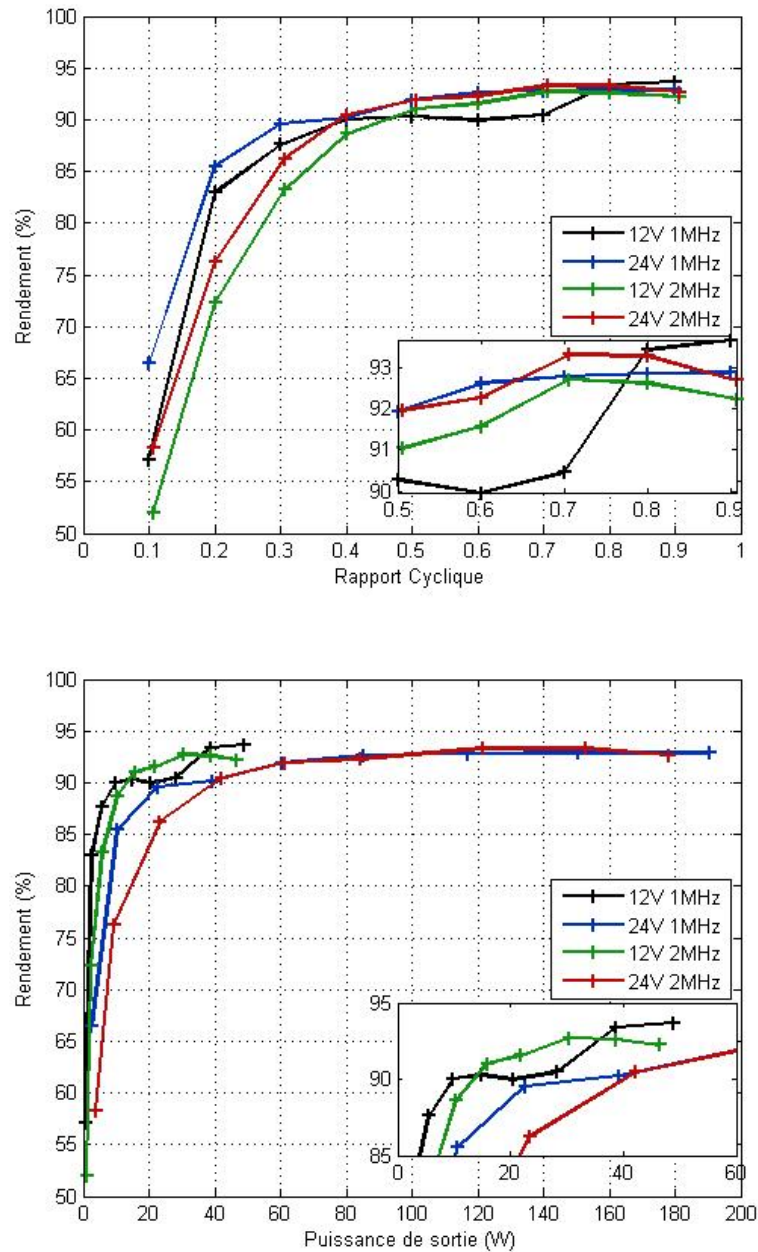 100
95
90
85
80
75
70
65
60
55
50
Rendement (%)
12V 1MHz
24V 1MHz
12V 2MHz
24V 2MHz
93
92
91
90
0.5 0.6 0.7 0.8 0.9
0 0.1 0.2 0.3 0.4 0.5 0.6 0.7 0.8 0.9 1
Rapport Cyclique
100
95
90
85
80
75
70
65
60
55
50
Rendement (%)
12V 1MHz
24V 1MHz
12V 2MHz
24V 2MHz
95
90
85
0 20 40 60
0 20 40 60 80 100 120 140 160 180 200
Puissance de sortie (W)